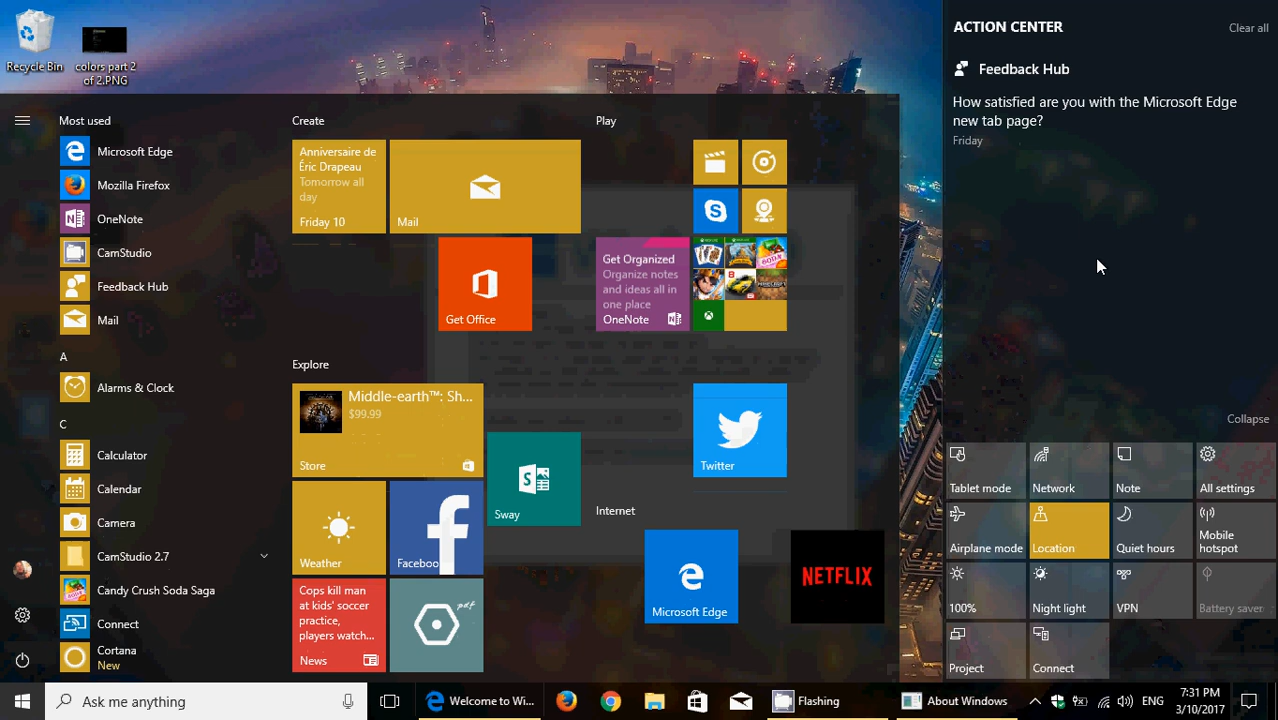 Recycle Bin
colors part 2
of 2.PNG
Most used
Microsoft Edge
Mozilla Firefox
OneNote
CamStudio
Feedback Hub
Mail
A
Alarms & Clock
C
Calculator
Calendar
Camera
CamStudio 2.7
Candy Crush Soda Saga
Connect
Cortana
New
Create
Anniversaire de
Éric Drapeau
Tomorrow all
day
Friday 10
Mail
Get Office
Explore
Middle-earth™: Sh...
$99.99
Store
Weather
Faceboo
Sway
Cops kill man
at kids' soccer
practice,
players watch...
News
pdf
Play
Get Organized
Organize notes
and ideas all in
one place
OneNote
SODA
8
Twitter
Internet
Microsoft Edge
NETFLIX
ACTION CENTER
Clear all
Feedback Hub
How satisfied are you with the Microsoft Edge
new tab page?
Friday
Collapse
Tablet mode
Network
Note
All settings
Airplane mode
Location
Quiet hours
Mobile
hotspot
100%
Night light
VPN
Battery saver
Project
Connect
Ask me anything
Welcome to Wi...
Flashing
About Windows
ENG
7:31 PM
3/10/2017